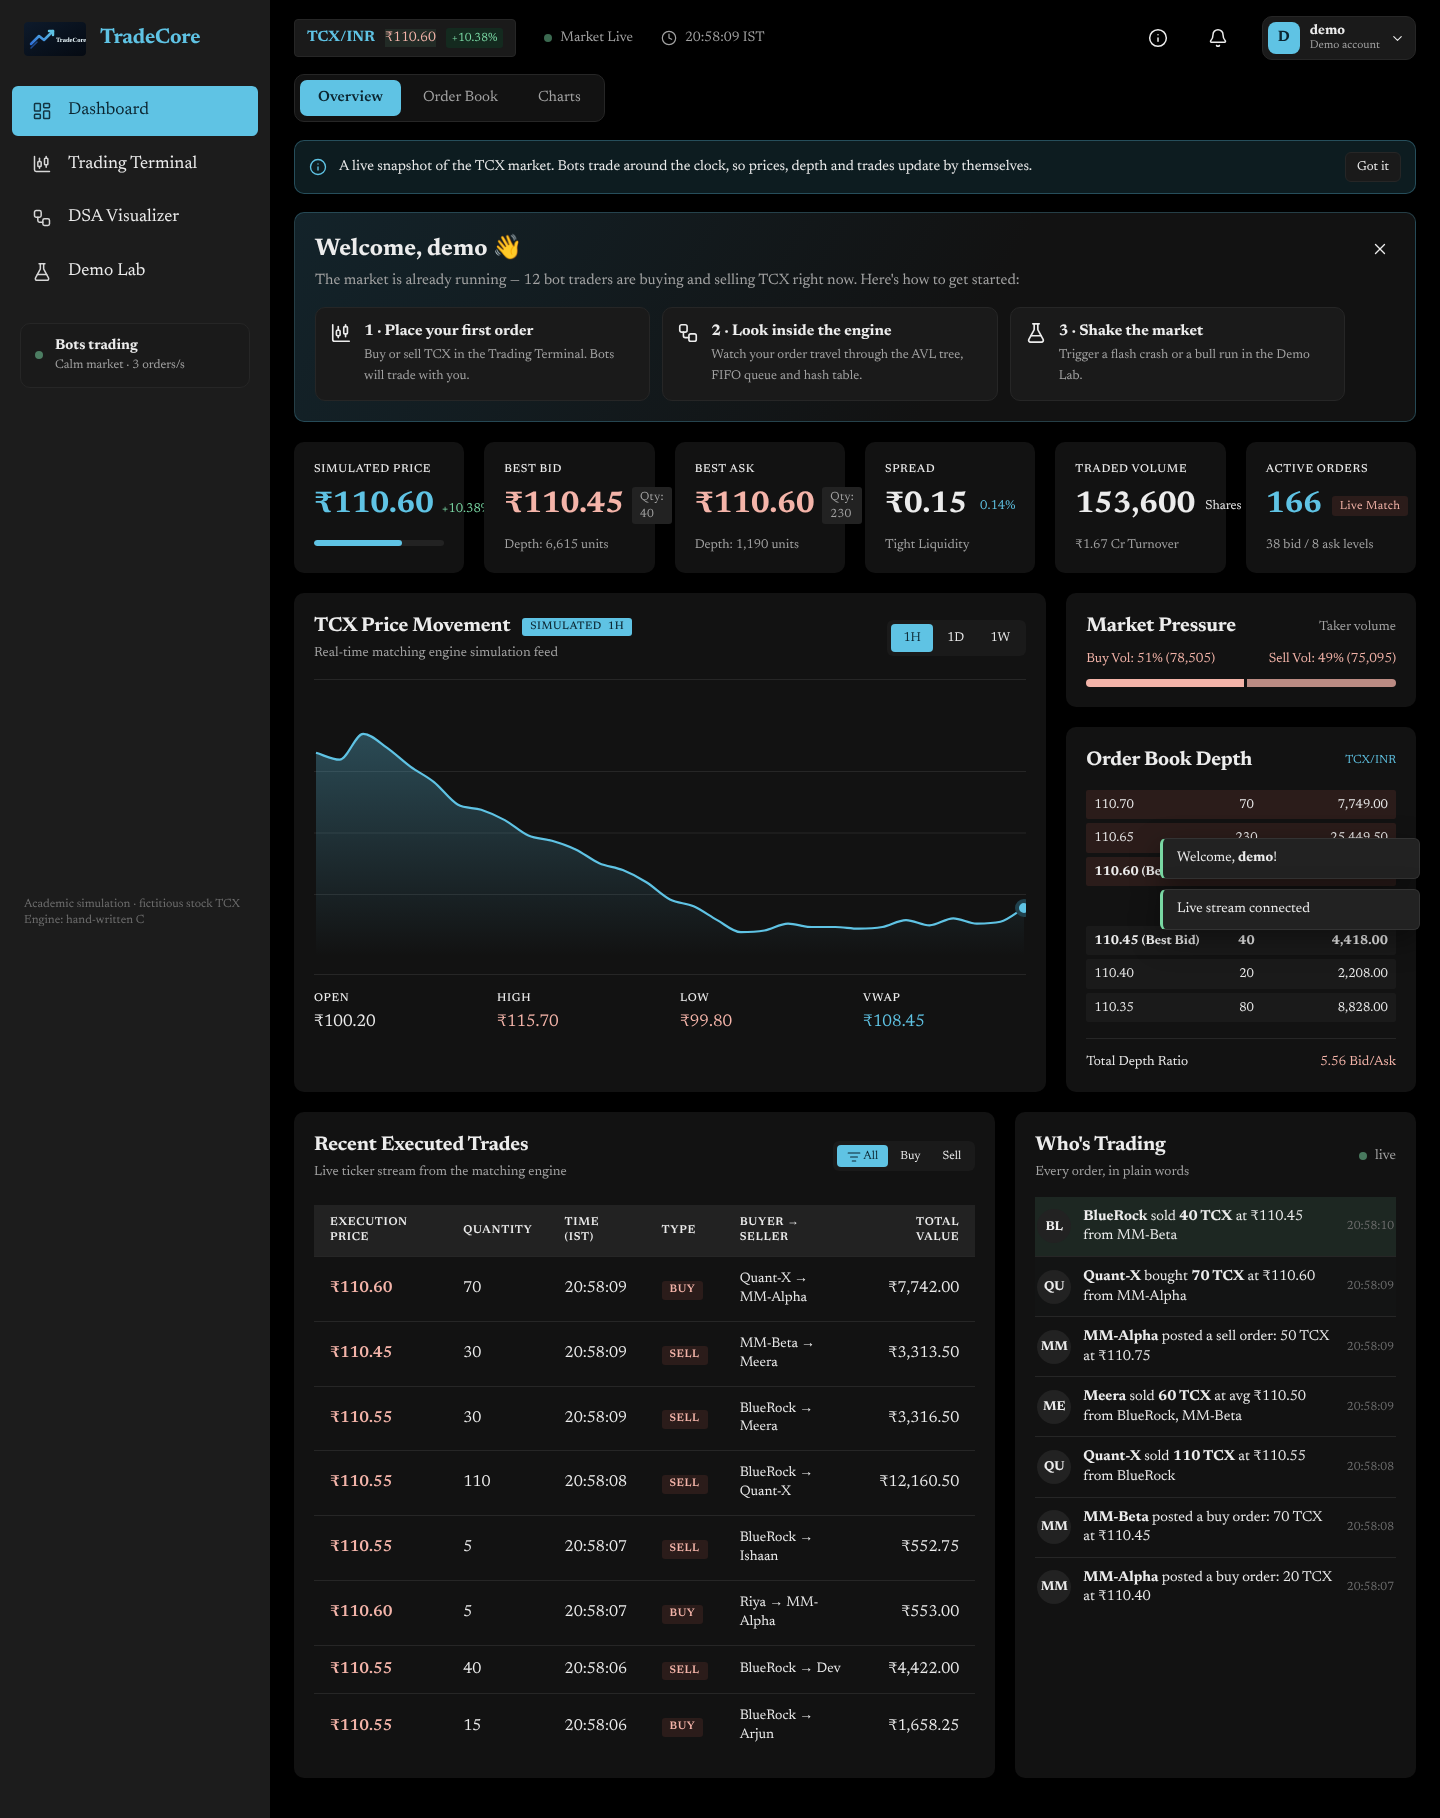 TradeCore
TradeCore
Dashboard
Trading Terminal
DSA Visualizer
Demo Lab
Bots trading
Calm market · 3 orders/s
Academic simulation · fictitious stock TCX
Engine: hand-written C
TCX/INR ₹110.60 +10.38%
Market Live
20:58:09 IST
D
demo
Demo account
Overview
Order Book
Charts
A live snapshot of the TCX market. Bots trade around the clock, so prices, depth and trades update by themselves.
Got it
Welcome, demo 👋
The market is already running — 12 bot traders are buying and selling TCX right now. Here's how to get started:
1 · Place your first order
Buy or sell TCX in the Trading Terminal. Bots
will trade with you.
2 · Look inside the engine
Watch your order travel through the AVL tree,
FIFO queue and hash table.
3 · Shake the market
Trigger a flash crash or a bull run in the Demo
Lab.
SIMULATED PRICE
₹110.60 +10.38%
BEST BID
₹110.45
Qty:
40
Depth: 6,615 units
BEST ASK
₹110.60
Qty:
230
Depth: 1,190 units
SPREAD
₹0.15 0.14%
Tight Liquidity
TRADED VOLUME
153,600 Shares
₹1.67 Cr Turnover
ACTIVE ORDERS
166 Live Match
38 bid / 8 ask levels
TCX Price Movement SIMULATED 1H
Real-time matching engine simulation feed
1H 1D 1W
OPEN
₹100.20
HIGH
₹115.70
LOW
₹99.80
VWAP
₹108.45
Market Pressure
Taker volume
Buy Vol: 51% (78,505)
Sell Vol: 49% (75,095)
Order Book Depth
TCX/INR
110.70 70 7,749.00
110.65 230 25,449.50
110.60 (Be
Welcome, demo!
Live stream connected
110.45 (Best Bid) 40 4,418.00
110.40 20 2,208.00
110.35 80 8,828.00
Total Depth Ratio
5.56 Bid/Ask
Recent Executed Trades
Live ticker stream from the matching engine
All Buy Sell
EXECUTION
PRICE
QUANTITY
TIME
(IST)
TYPE
BUYER →
SELLER
TOTAL
VALUE
₹110.60 70 20:58:09 BUY Quant-X →
MM-Alpha
₹7,742.00
₹110.45 30 20:58:09 SELL MM-Beta →
Meera
₹3,313.50
₹110.55 30 20:58:09 SELL BlueRock →
Meera
₹3,316.50
₹110.55 110 20:58:08 SELL BlueRock →
Quant-X
₹12,160.50
₹110.55 5 20:58:07 SELL BlueRock →
Ishaan
₹552.75
₹110.60 5 20:58:07 BUY Riya → MM-
Alpha
₹553.00
₹110.55 40 20:58:06 SELL BlueRock → Dev ₹4,422.00
₹110.55 15 20:58:06 BUY BlueRock →
Arjun
₹1,658.25
Who's Trading
Every order, in plain words
live
BL
BlueRock sold 40 TCX at ₹110.45
from MM-Beta
20:58:10
QU
Quant-X bought 70 TCX at ₹110.60
from MM-Alpha
20:58:09
MM
MM-Alpha posted a sell order: 50 TCX
at ₹110.75
20:58:09
ME
Meera sold 60 TCX at avg ₹110.50
from BlueRock, MM-Beta
20:58:09
QU
Quant-X sold 110 TCX at ₹110.55
from BlueRock
20:58:08
MM
MM-Beta posted a buy order: 70 TCX
at ₹110.45
20:58:08
MM
MM-Alpha posted a buy order: 20 TCX
at ₹110.40
20:58:07